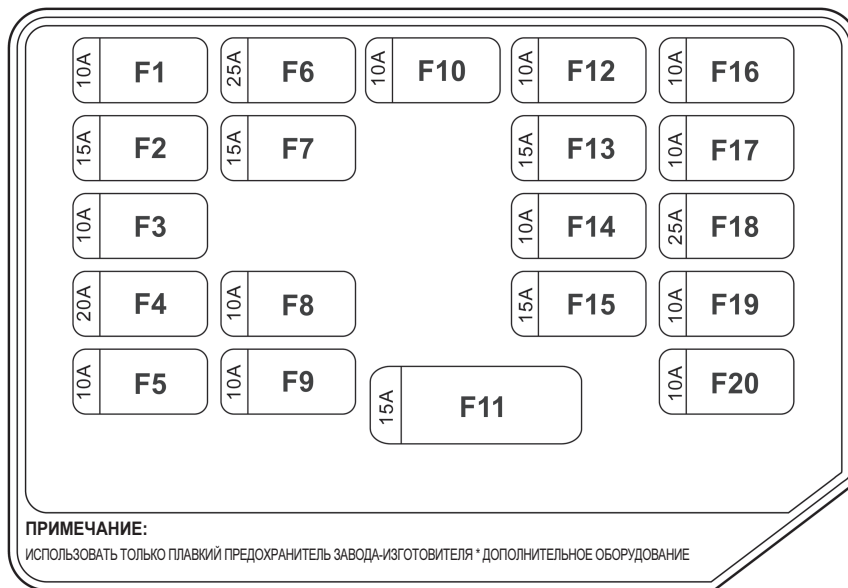 10A F1 25A F6 10A F10 10A F12 10A F16
15A F2 15A F7 15A F13 10A F17
10A F3 10A F14 25A F18
20A F4 10A F8 15A F15 10A F19
10A F5 10A F9 15A F11 10A F20
ПРИМЕЧАНИЕ:
ИСПОЛЬЗОВАТЬ ТОЛЬКО ПЛАВКИЙ ПРЕДОХРАНИТЕЛЬ ЗАВОДА-ИЗГОТОВИТЕЛЯ * ДОПОЛНИТЕЛЬНОЕ ОБОРУДОВАНИЕ